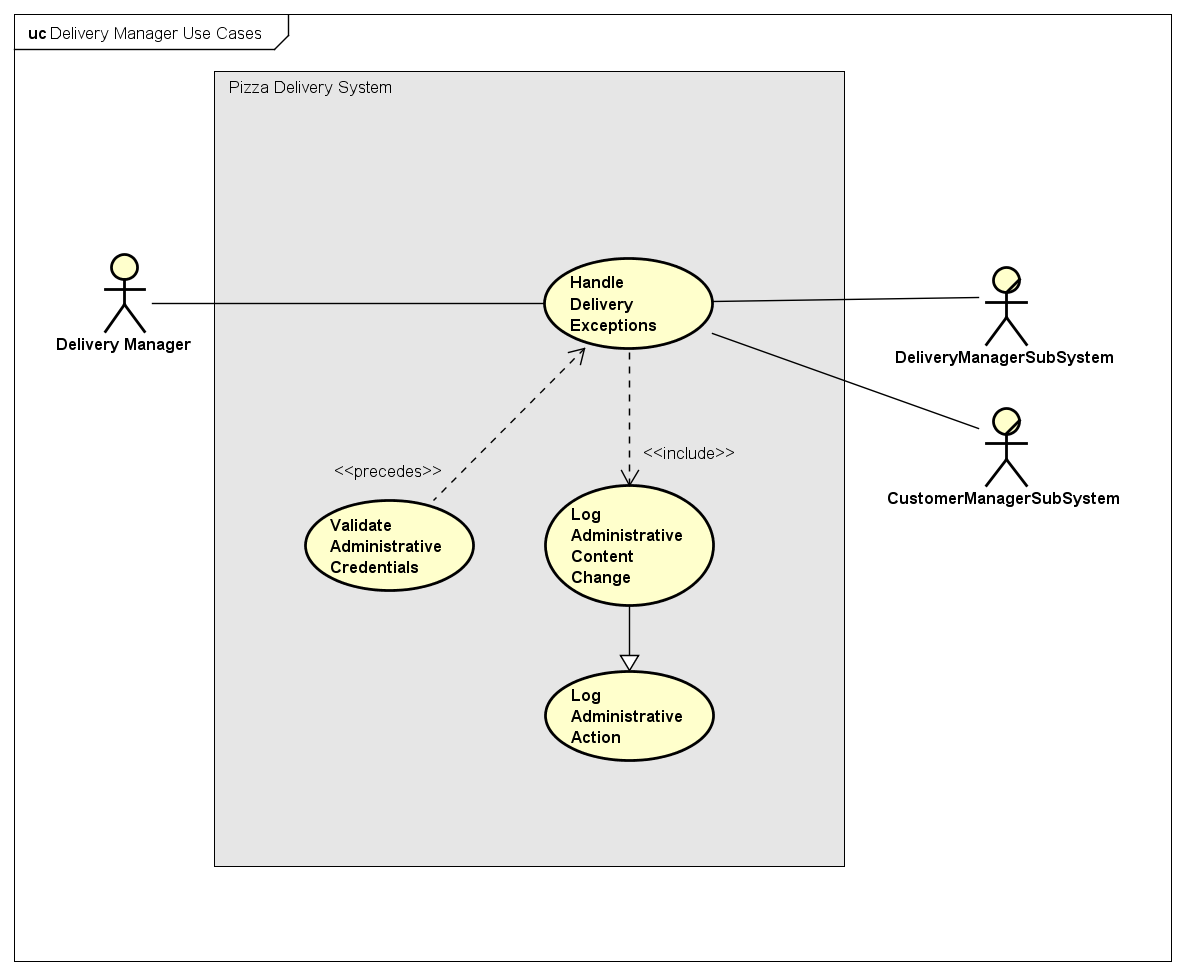 uc Delivery Manager Use Cases
Pizza Delivery System
Handle
Delivery
Exceptions
Delivery Manager
DeliveryManagerSubSystem
<<include>>
<<precedes>>
CustomerManagerSubSystem
Validate
Administrative
Credentials
Log
Administrative
Content
Change
Log
Administrative
Action